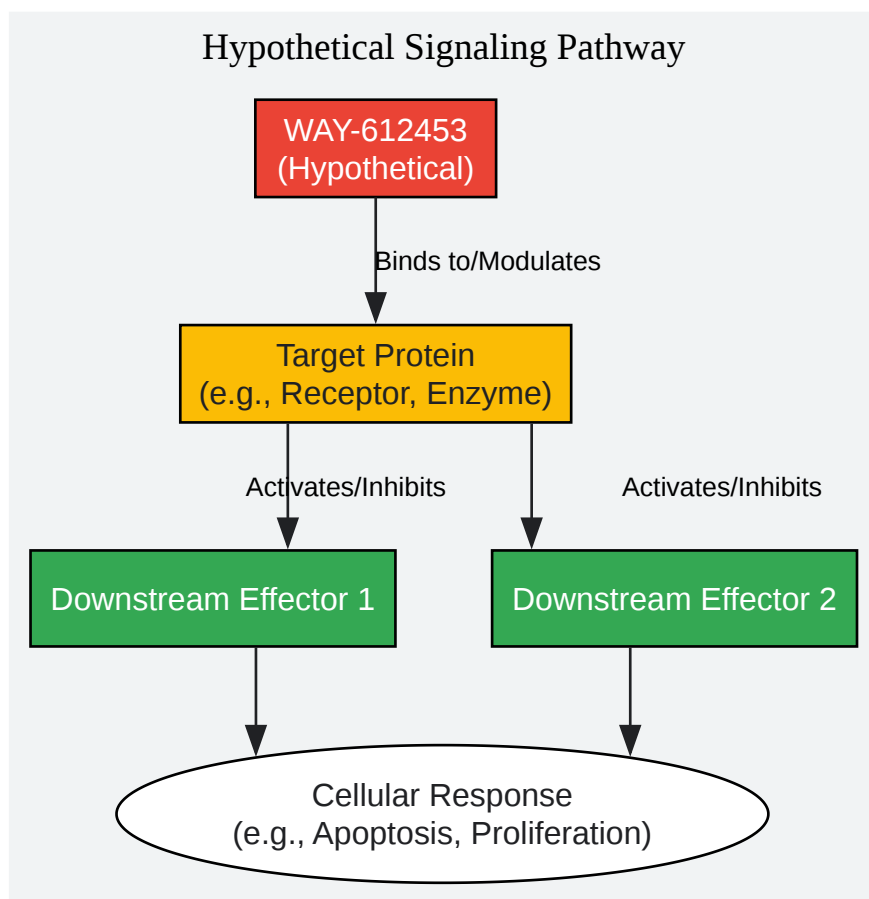 Hypothetical Signaling Pathway
WAY-612453
(Hypothetical)
Binds to/Modulates
Target Protein
(e.g., Receptor, Enzyme)
Activates/Inhibits
Activates/Inhibits
Downstream Effector 1
Downstream Effector 2
Cellular Response
(e.g., Apoptosis, Proliferation)